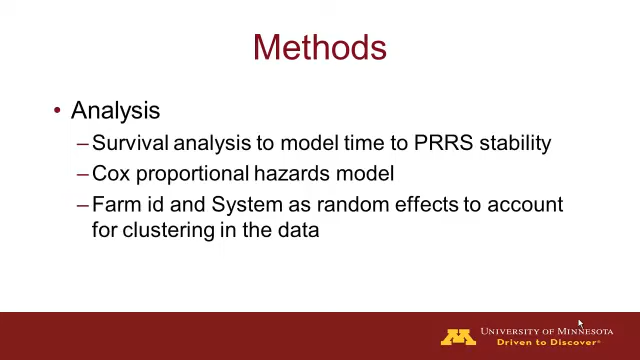 Methods
• Analysis
– Survival analysis to model time to PRRS stability
– Cox proportional hazards model
– Farm id and System as random effects to account
for clustering in the data
M
UNIVERSITY OF MINNESOTA
Driven to Discover®